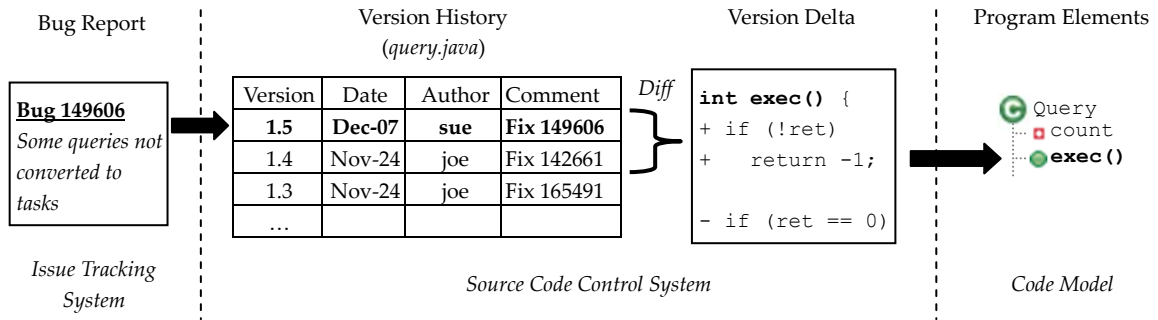 Bug Report
Version History
(query.java)
Version Delta
Program Elements
Bug 149606
Some queries not
converted to
tasks
Version Date Author Comment
1.5 Dec-07 sue Fix 149606
1.4 Nov-24 joe Fix 142661
1.3 Nov-24 joe Fix 165491
…
Diff
int exec() {
+ if (!ret)
+   return -1;
- if (ret == 0)
C Query
count
exec()
Issue Tracking
System
Source Code Control System
Code Model